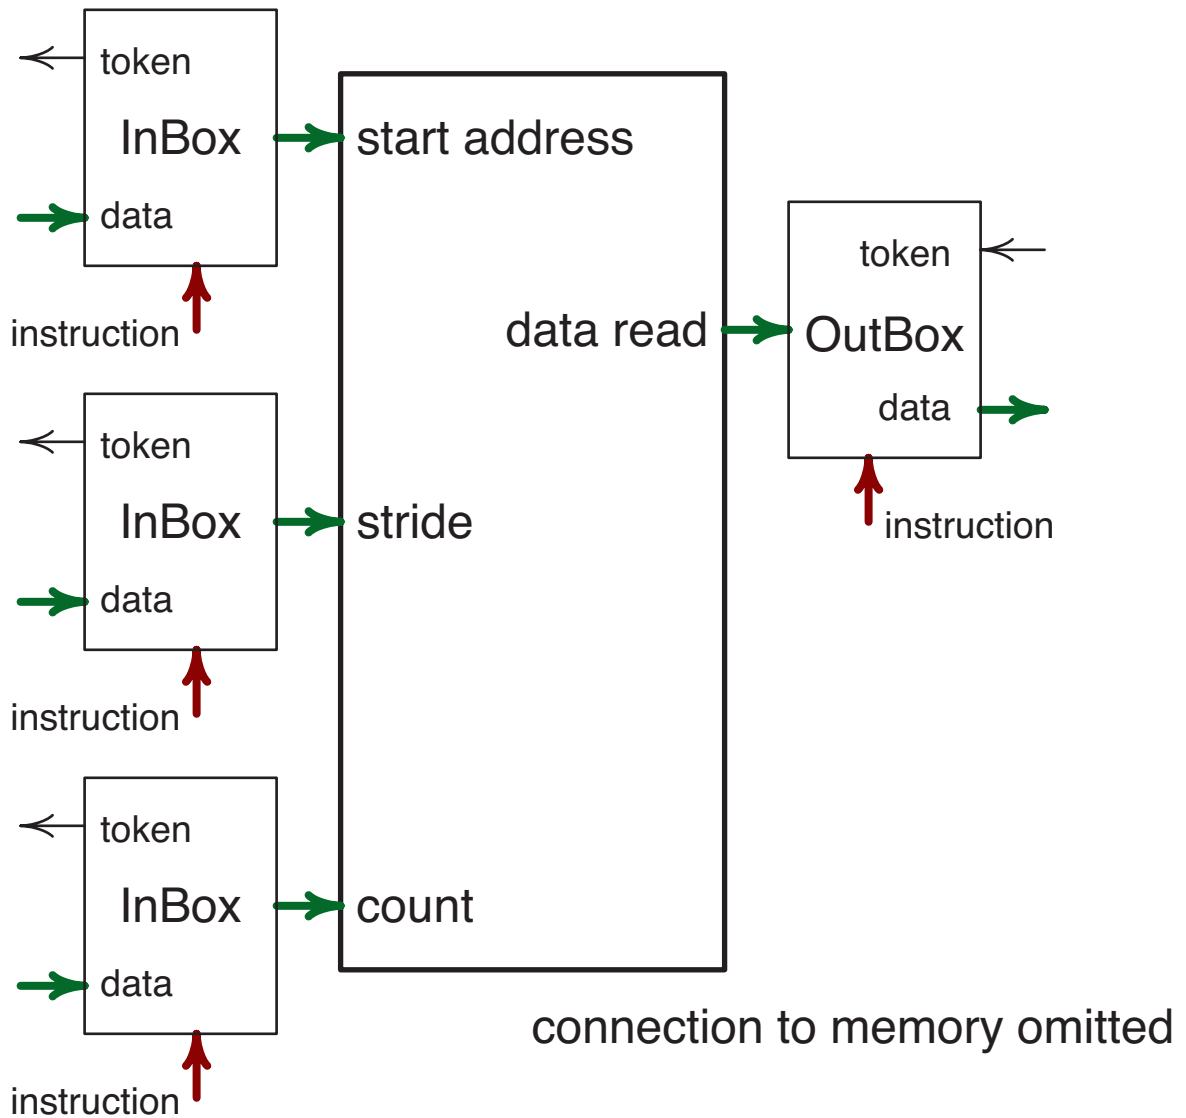 token
InBox
data
instruction
start address
token
InBox
data
instruction
stride
token
InBox
data
instruction
count
data read
token
OutBox
data
instruction
connection to memory omitted